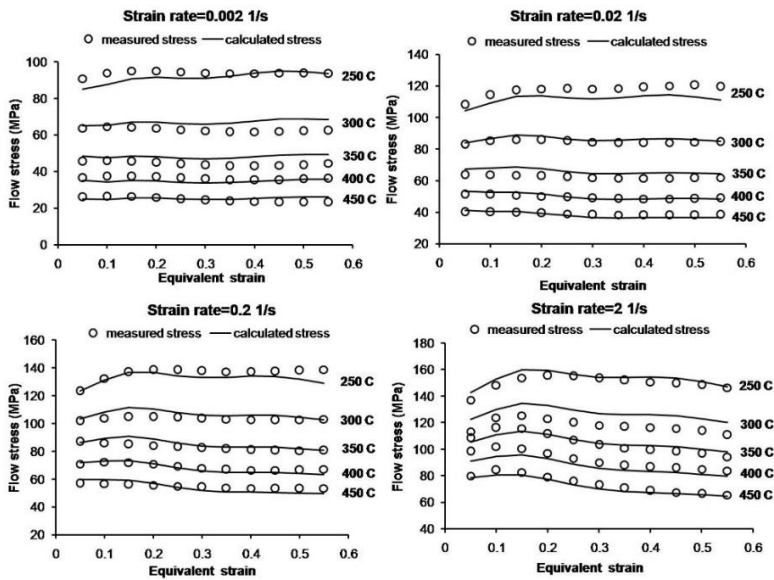 Strain rate=0.002 1/s
measured stress calculated stress
Flow stress (MPa)
100
80
60
40
20
0
250 C
300 C
350 C
400 C
450 C
0 0.1 0.2 0.3 0.4 0.5 0.6
Equivalent strain
Strain rate=0.02 1/s
measured stress calculated stress
Flow stress (MPa)
140
120
100
80
60
40
20
250 C
300 C
350 C
400 C
450 C
0 0.1 0.2 0.3 0.4 0.5 0.6
Equivalent strain
Strain rate=0.2 1/s
measured stress calculated stress
Flow stress (MPa)
160
140
120
100
80
60
40
20
250 C
300 C
350 C
400 C
450 C
0 0.1 0.2 0.3 0.4 0.5 0.6
Equivalent strain
Strain rate=2 1/s
measured stress calculated stress
Flow stress (MPa)
180
160
140
120
100
80
60
40
250 C
300 C
350 C
400 C
450 C
0 0.1 0.2 0.3 0.4 0.5 0.6
Equivalent strain